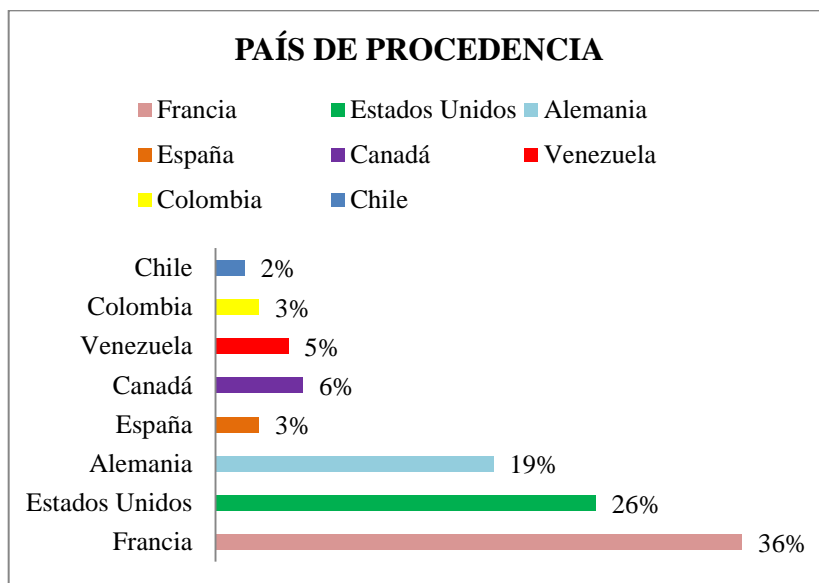 PAÍS DE PROCEDENCIA
Francia Estados Unidos Alemania
España Canadá Venezuela
Colombia Chile
Chile 2%
Colombia 3%
Venezuela 5%
Canadá 6%
España 3%
Alemania 19%
Estados Unidos 26%
Francia 36%